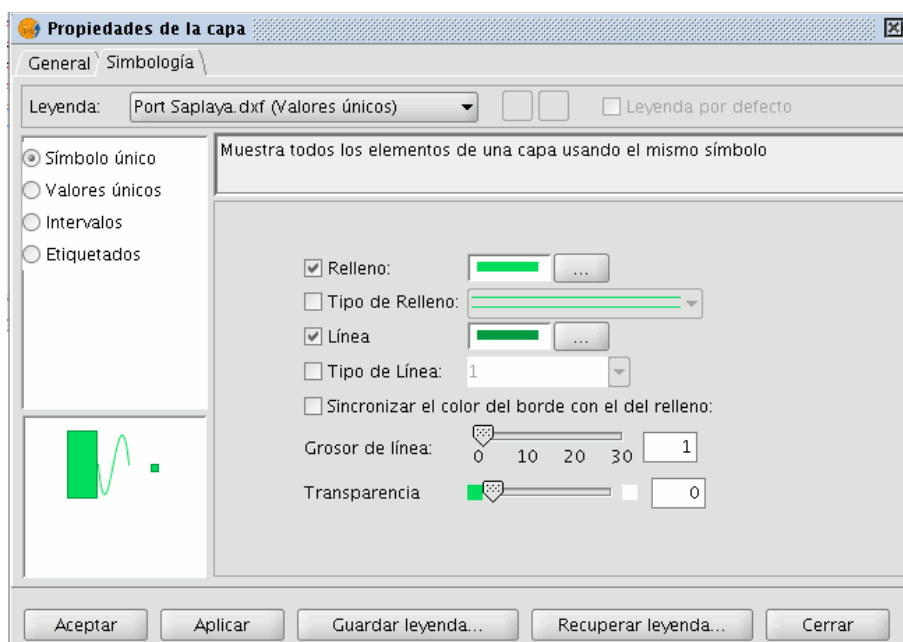 Propiedades de la capa
General Simbología
Leyenda: Port Saplaya.dxf (Valores únicos) Leyenda por defecto
Símbolo único
Valores únicos
Intervalos
Etiquetados
Muestra todos los elementos de una capa usando el mismo símbolo
Relleno: ...
Tipo de Relleno:
Línea ...
Tipo de Línea: 1
Sincronizar el color del borde con el del relleno:
Grosor de línea: 0 10 20 30 1
Transparencia 0
Aceptar Aplicar Guardar leyenda... Recuperar leyenda... Cerrar